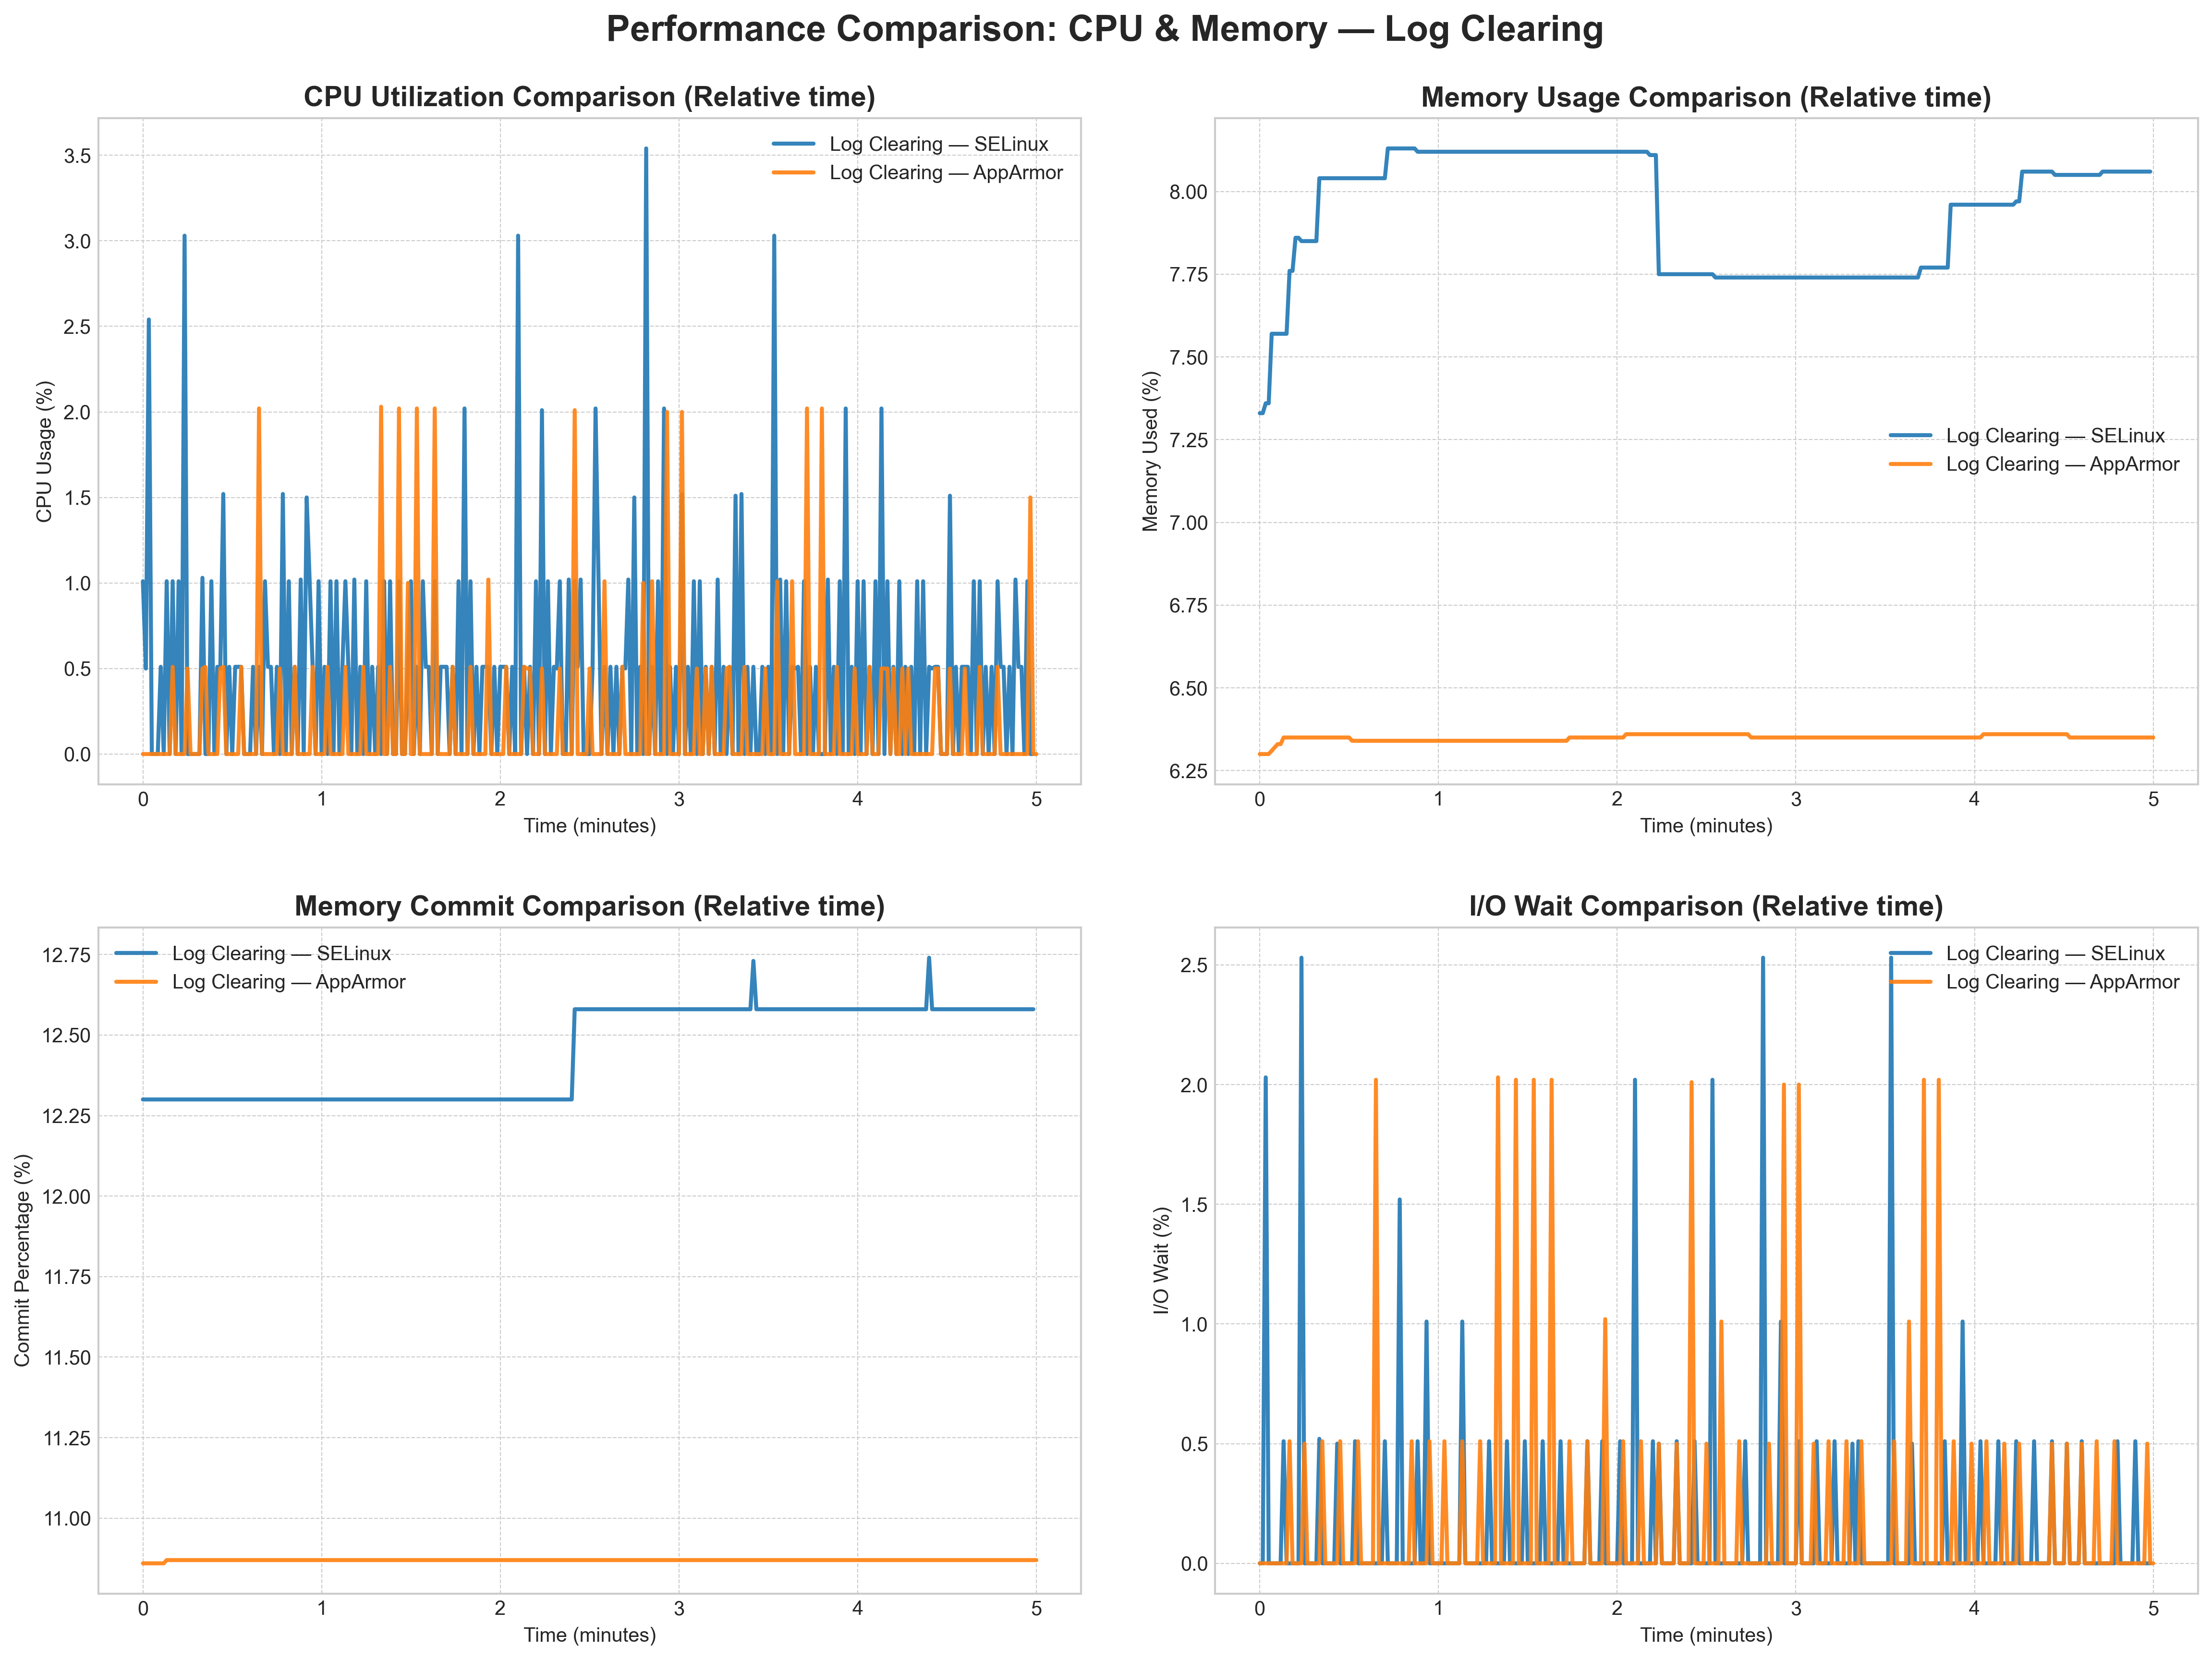 Performance Comparison: CPU & Memory — Log Clearing
CPU Utilization Comparison (Relative time)
Log Clearing — SELinux
Log Clearing — AppArmor
CPU Usage (%)
3.5
3.0
2.5
2.0
1.5
1.0
0.5
0.0
0 1 2 3 4 5
Time (minutes)
Memory Usage Comparison (Relative time)
Log Clearing — SELinux
Log Clearing — AppArmor
Memory Used (%)
8.00
7.75
7.50
7.25
7.00
6.75
6.50
6.25
0 1 2 3 4 5
Time (minutes)
Memory Commit Comparison (Relative time)
Log Clearing — SELinux
Log Clearing — AppArmor
Commit Percentage (%)
12.75
12.50
12.25
12.00
11.75
11.50
11.25
11.00
0 1 2 3 4 5
Time (minutes)
I/O Wait Comparison (Relative time)
Log Clearing — SELinux
Log Clearing — AppArmor
I/O Wait (%)
2.5
2.0
1.5
1.0
0.5
0.0
0 1 2 3 4 5
Time (minutes)